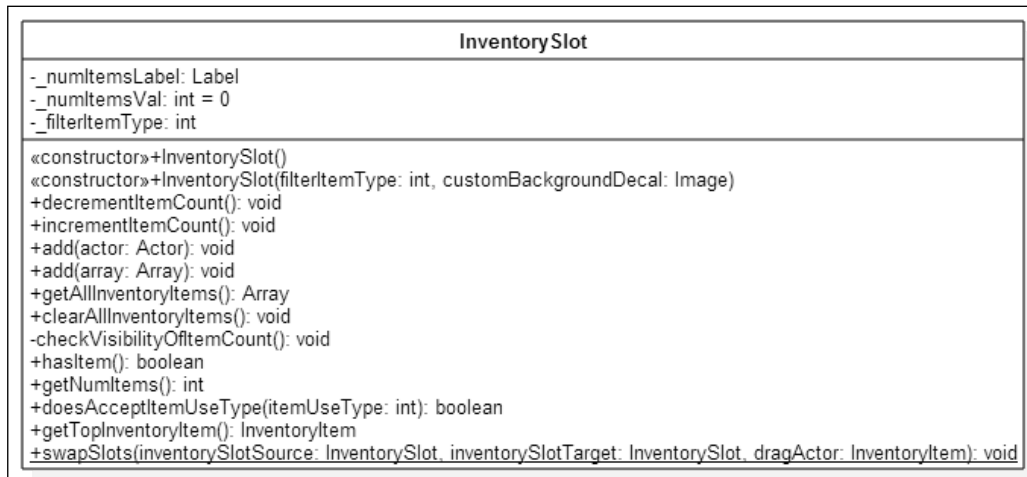 InventorySlot
-_numItemsLabel: Label
-_numItemsVal: int = 0
-_filterItemType: int
«constructor»+InventorySlot()
«constructor»+InventorySlot(filterItemType: int, customBackgroundDecal: Image)
+decrementItemCount(): void
+incrementItemCount(): void
+add(actor: Actor): void
+add(array: Array): void
+getAllInventoryItems(): Array
+clearAllInventoryItems(): void
-checkVisibilityOfItemCount(): void
+hasItem(): boolean
+getNumItems(): int
+doesAcceptItemUseType(itemUseType: int): boolean
+getTopInventoryItem(): InventoryItem
+swapSlots(inventorySlotSource: InventorySlot, inventorySlotTarget: InventorySlot, dragActor: InventoryItem): void